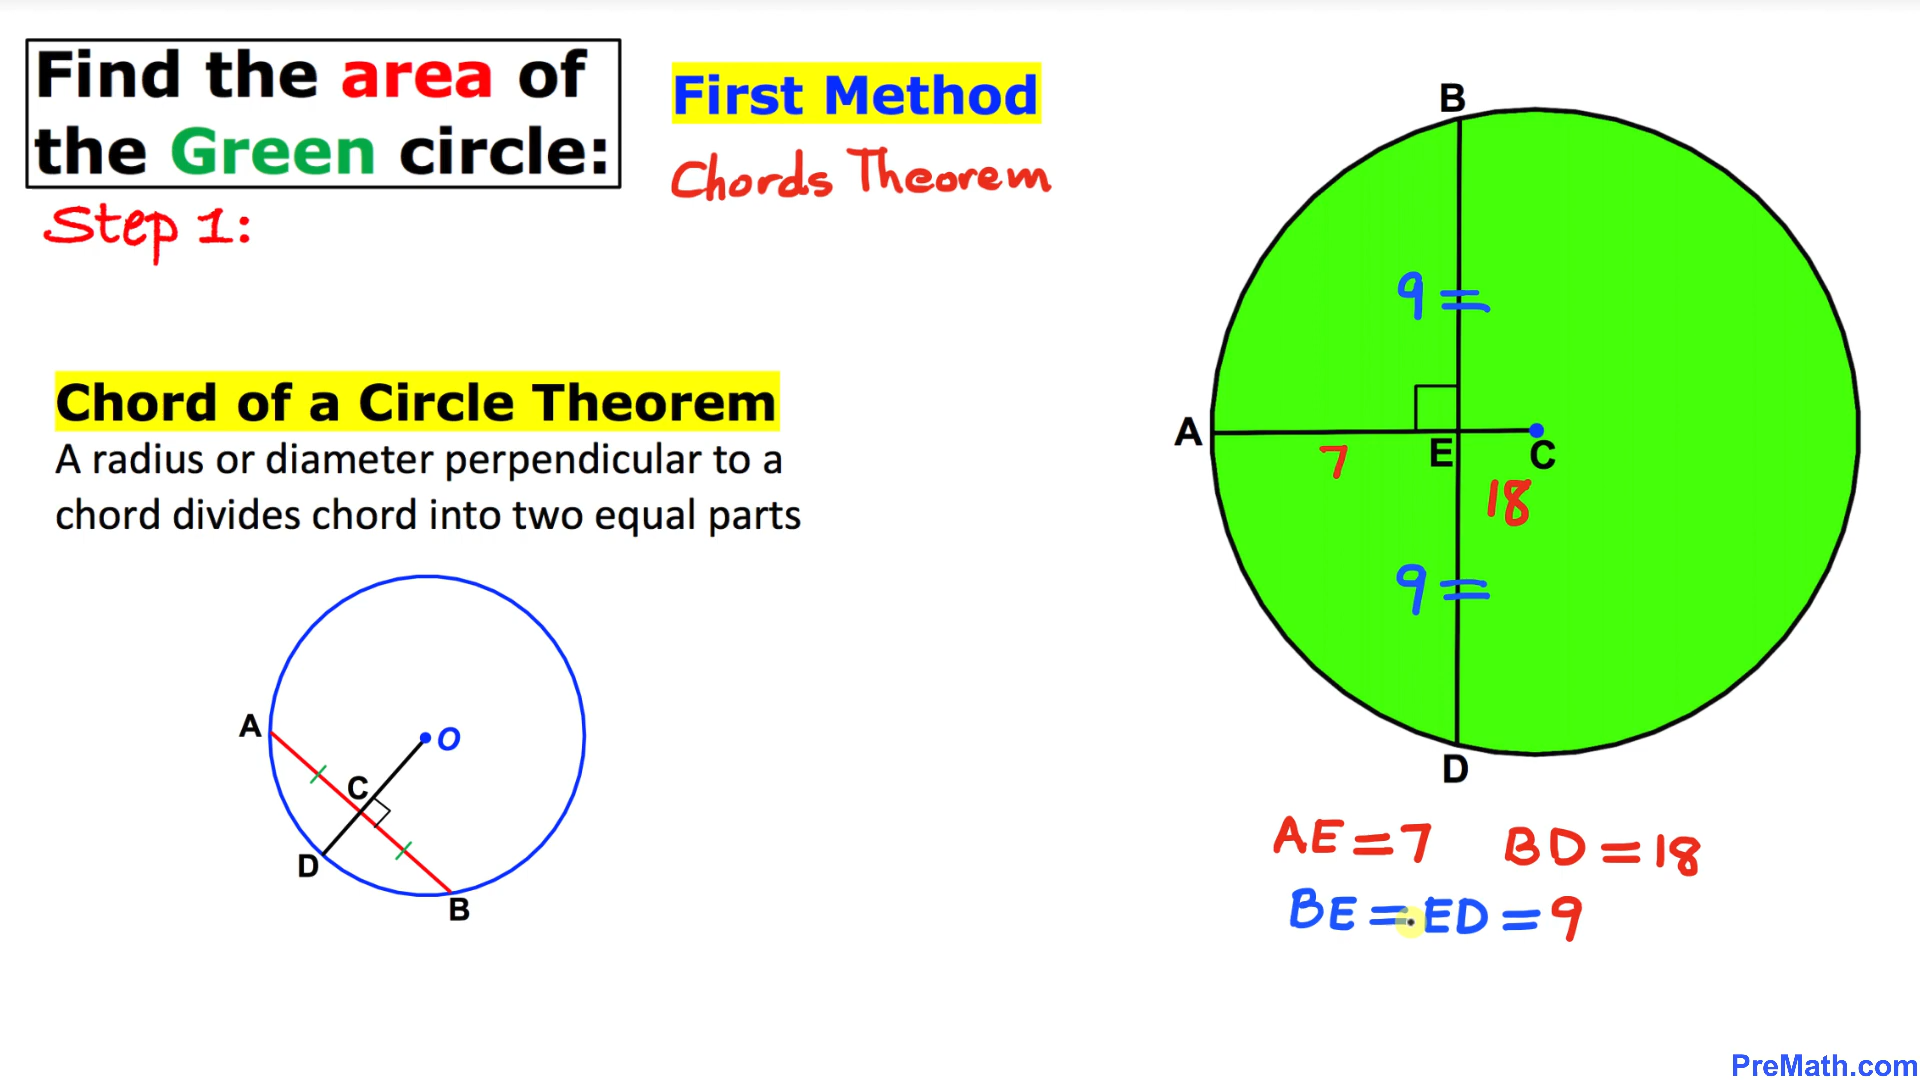 Find the area of
the Green circle:
First Method
Chords Theorem
Step 1:
Chord of a Circle Theorem
A radius or diameter perpendicular to a
chord divides chord into two equal parts
A
O
C
D
B
B
9 =
A
7
E
C
18
9 =
D
AE = 7 BD = 18
BE = ED = 9
PreMath.com